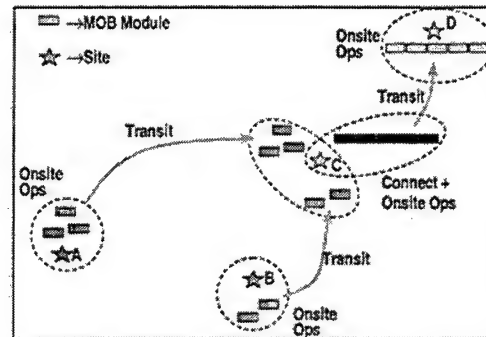 →MOB Module
→Site
D
Onsite
Ops
Transit
Transit
C
Onsite
Ops
Connect +
Onsite Ops
A
B
Transit
Onsite
Ops